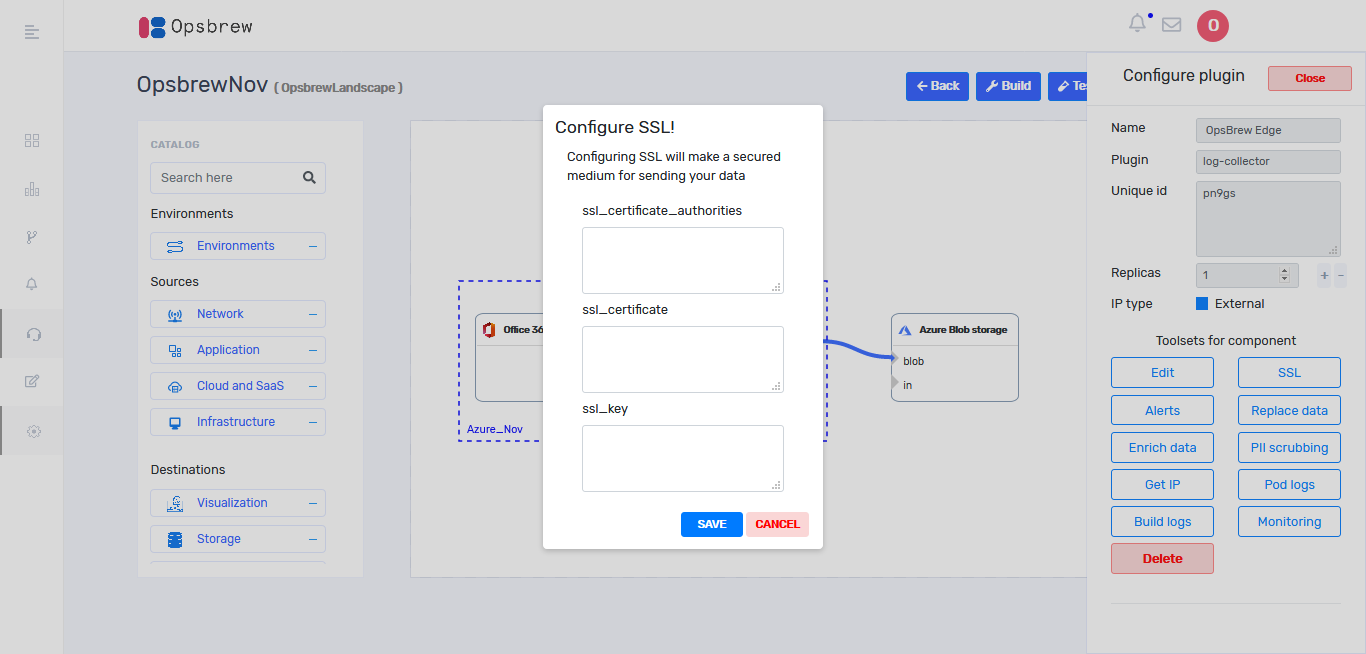 Opsbrew
O
OpsbrewNov ( OpsbrewLandscape )
Back
Build
Te
CATALOG
Search here
Environments
Environments
Sources
Network
Application
Cloud and SaaS
Infrastructure
Destinations
Visualization
Storage
Office 36
Azure_Nov
Azure Blob storage
blob
in
Configure SSL!
Configuring SSL will make a secured
medium for sending your data
ssl_certificate_authorities
ssl_certificate
ssl_key
SAVE
CANCEL
Configure plugin
Close
Name
OpsBrew Edge
Plugin
log-collector
Unique id
pn9gs
Replicas
1
+
−
IP type
External
Toolsets for component
Edit
SSL
Alerts
Replace data
Enrich data
PII scrubbing
Get IP
Pod logs
Build logs
Monitoring
Delete